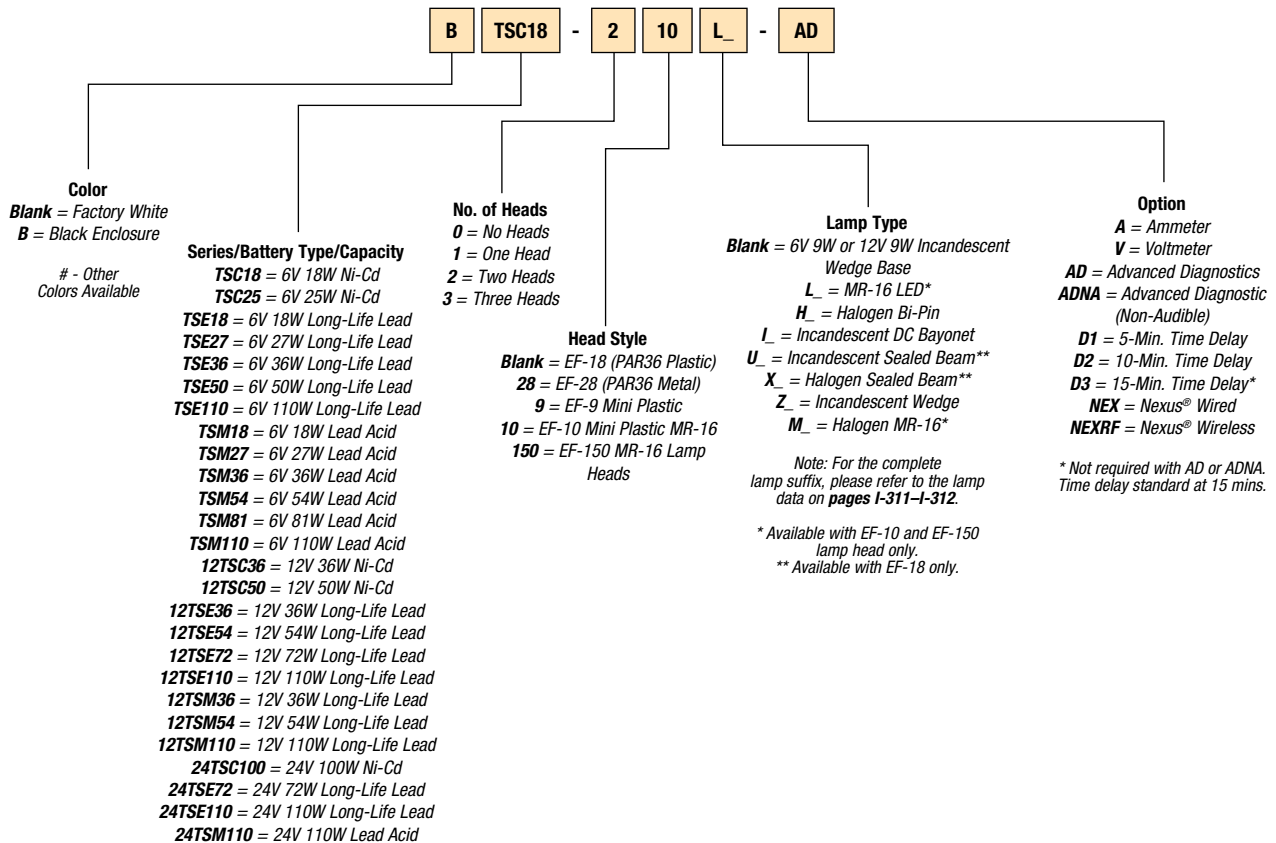 B TSC18 - 2 10 L_ - AD
Color
Blank = Factory White
B = Black Enclosure
# - Other
Colors Available
Series/Battery Type/Capacity
TSC18 = 6V 18W Ni-Cd
TSC25 = 6V 25W Ni-Cd
TSE18 = 6V 18W Long-Life Lead
TSE27 = 6V 27W Long-Life Lead
TSE36 = 6V 36W Long-Life Lead
TSE50 = 6V 50W Long-Life Lead
TSE110 = 6V 110W Long-Life Lead
TSM18 = 6V 18W Lead Acid
TSM27 = 6V 27W Lead Acid
TSM36 = 6V 36W Lead Acid
TSM54 = 6V 54W Lead Acid
TSM81 = 6V 81W Lead Acid
TSM110 = 6V 110W Lead Acid
12TSC36 = 12V 36W Ni-Cd
12TSC50 = 12V 50W Ni-Cd
12TSE36 = 12V 36W Long-Life Lead
12TSE54 = 12V 54W Long-Life Lead
12TSE72 = 12V 72W Long-Life Lead
12TSE110 = 12V 110W Long-Life Lead
12TSM36 = 12V 36W Long-Life Lead
12TSM54 = 12V 54W Long-Life Lead
12TSM110 = 12V 110W Long-Life Lead
24TSC100 = 24V 100W Ni-Cd
24TSE72 = 24V 72W Long-Life Lead
24TSE110 = 24V 110W Long-Life Lead
24TSM110 = 24V 110W Lead Acid
No. of Heads
0 = No Heads
1 = One Head
2 = Two Heads
3 = Three Heads
Head Style
Blank = EF-18 (PAR36 Plastic)
28 = EF-28 (PAR36 Metal)
9 = EF-9 Mini Plastic
10 = EF-10 Mini Plastic MR-16
150 = EF-150 MR-16 Lamp
Heads
Lamp Type
Blank = 6V 9W or 12V 9W Incandescent
Wedge Base
L_ = MR-16 LED*
H_ = Halogen Bi-Pin
I_ = Incandescent DC Bayonet
U_ = Incandescent Sealed Beam**
X_ = Halogen Sealed Beam**
Z_ = Incandescent Wedge
M_ = Halogen MR-16*
Note: For the complete
lamp suffix, please refer to the lamp
data on pages I-311–I-312.
* Available with EF-10 and EF-150
lamp head only.
** Available with EF-18 only.
Option
A = Ammeter
V = Voltmeter
AD = Advanced Diagnostics
ADNA = Advanced Diagnostic
(Non-Audible)
D1 = 5-Min. Time Delay
D2 = 10-Min. Time Delay
D3 = 15-Min. Time Delay*
NEX = Nexus® Wired
NEXRF = Nexus® Wireless
* Not required with AD or ADNA.
Time delay standard at 15 mins.